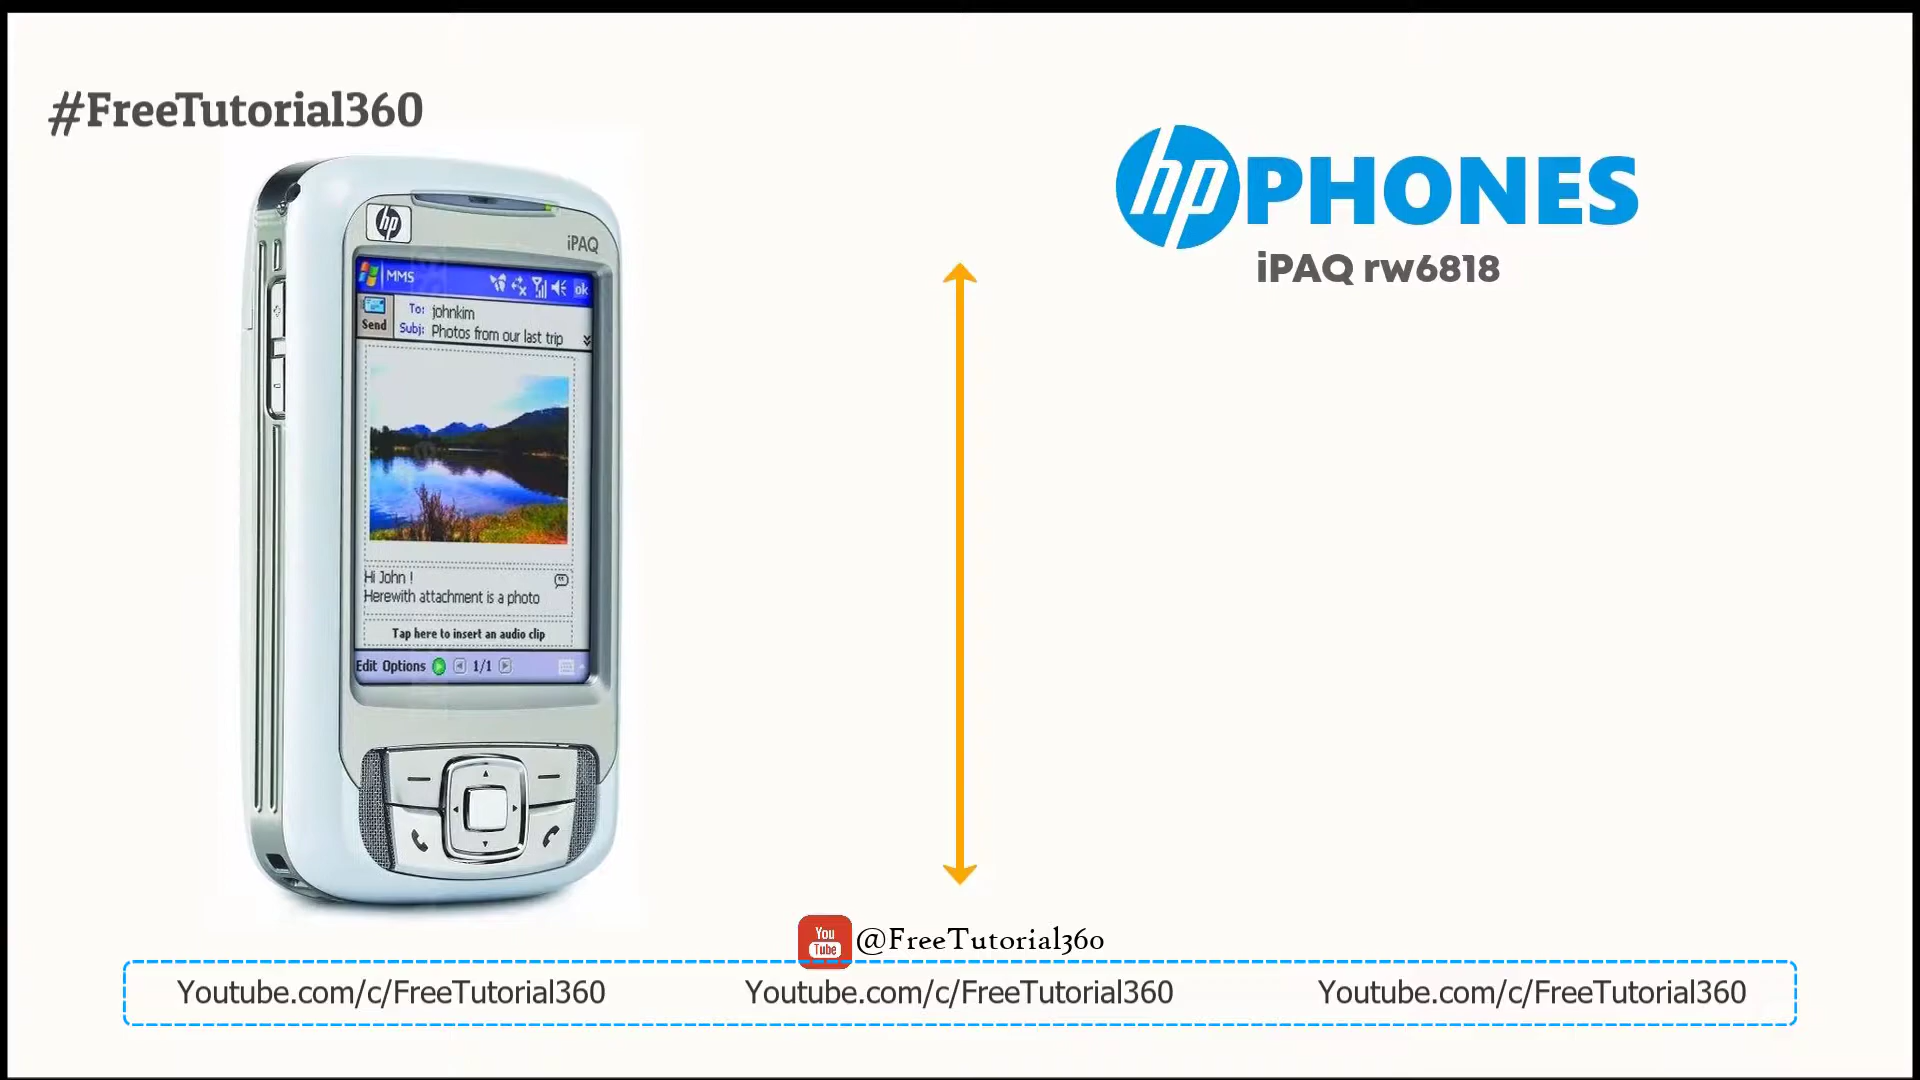 #FreeTutorial360
hp PHONES
iPAQ rw6818
hp
iPAQ
MMS
ok
Send
To: johnkim
Subj: Photos from our last trip
Hi John !
Herewith attachment is a photo
Tap here to insert an audio clip
Edit Options 1/1
You Tube @FreeTutorial360
Youtube.com/c/FreeTutorial360 Youtube.com/c/FreeTutorial360 Youtube.com/c/FreeTutorial360